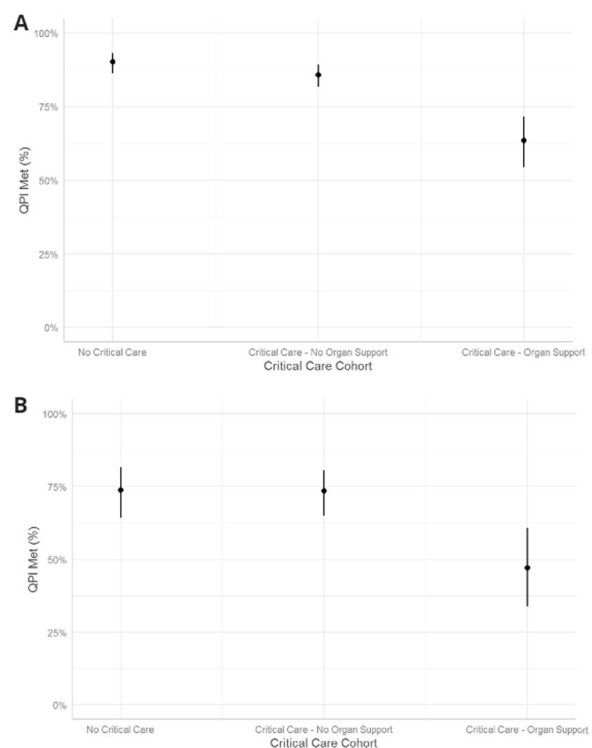 A
100%
75%
50%
25%
0%
QPI Met (%)
No Critical Care
Critical Care - No Organ Support
Critical Care - Organ Support
Critical Care Cohort
B
100%
75%
50%
25%
0%
QPI Met (%)
No Critical Care
Critical Care - No Organ Support
Critical Care - Organ Support
Critical Care Cohort